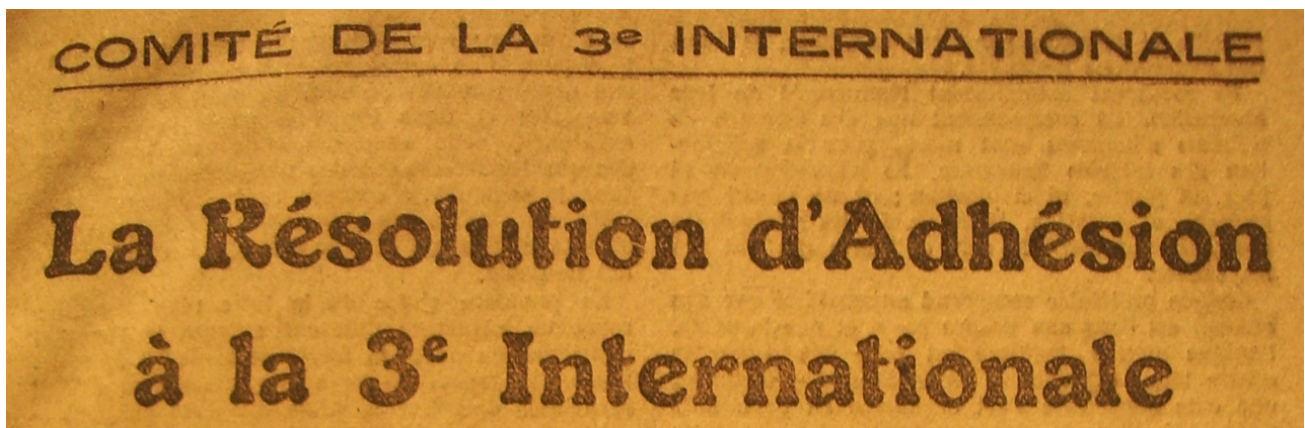 COMITÉ DE LA 3e INTERNATIONALE
La Résolution d'Adhésion
à la 3e Internationale